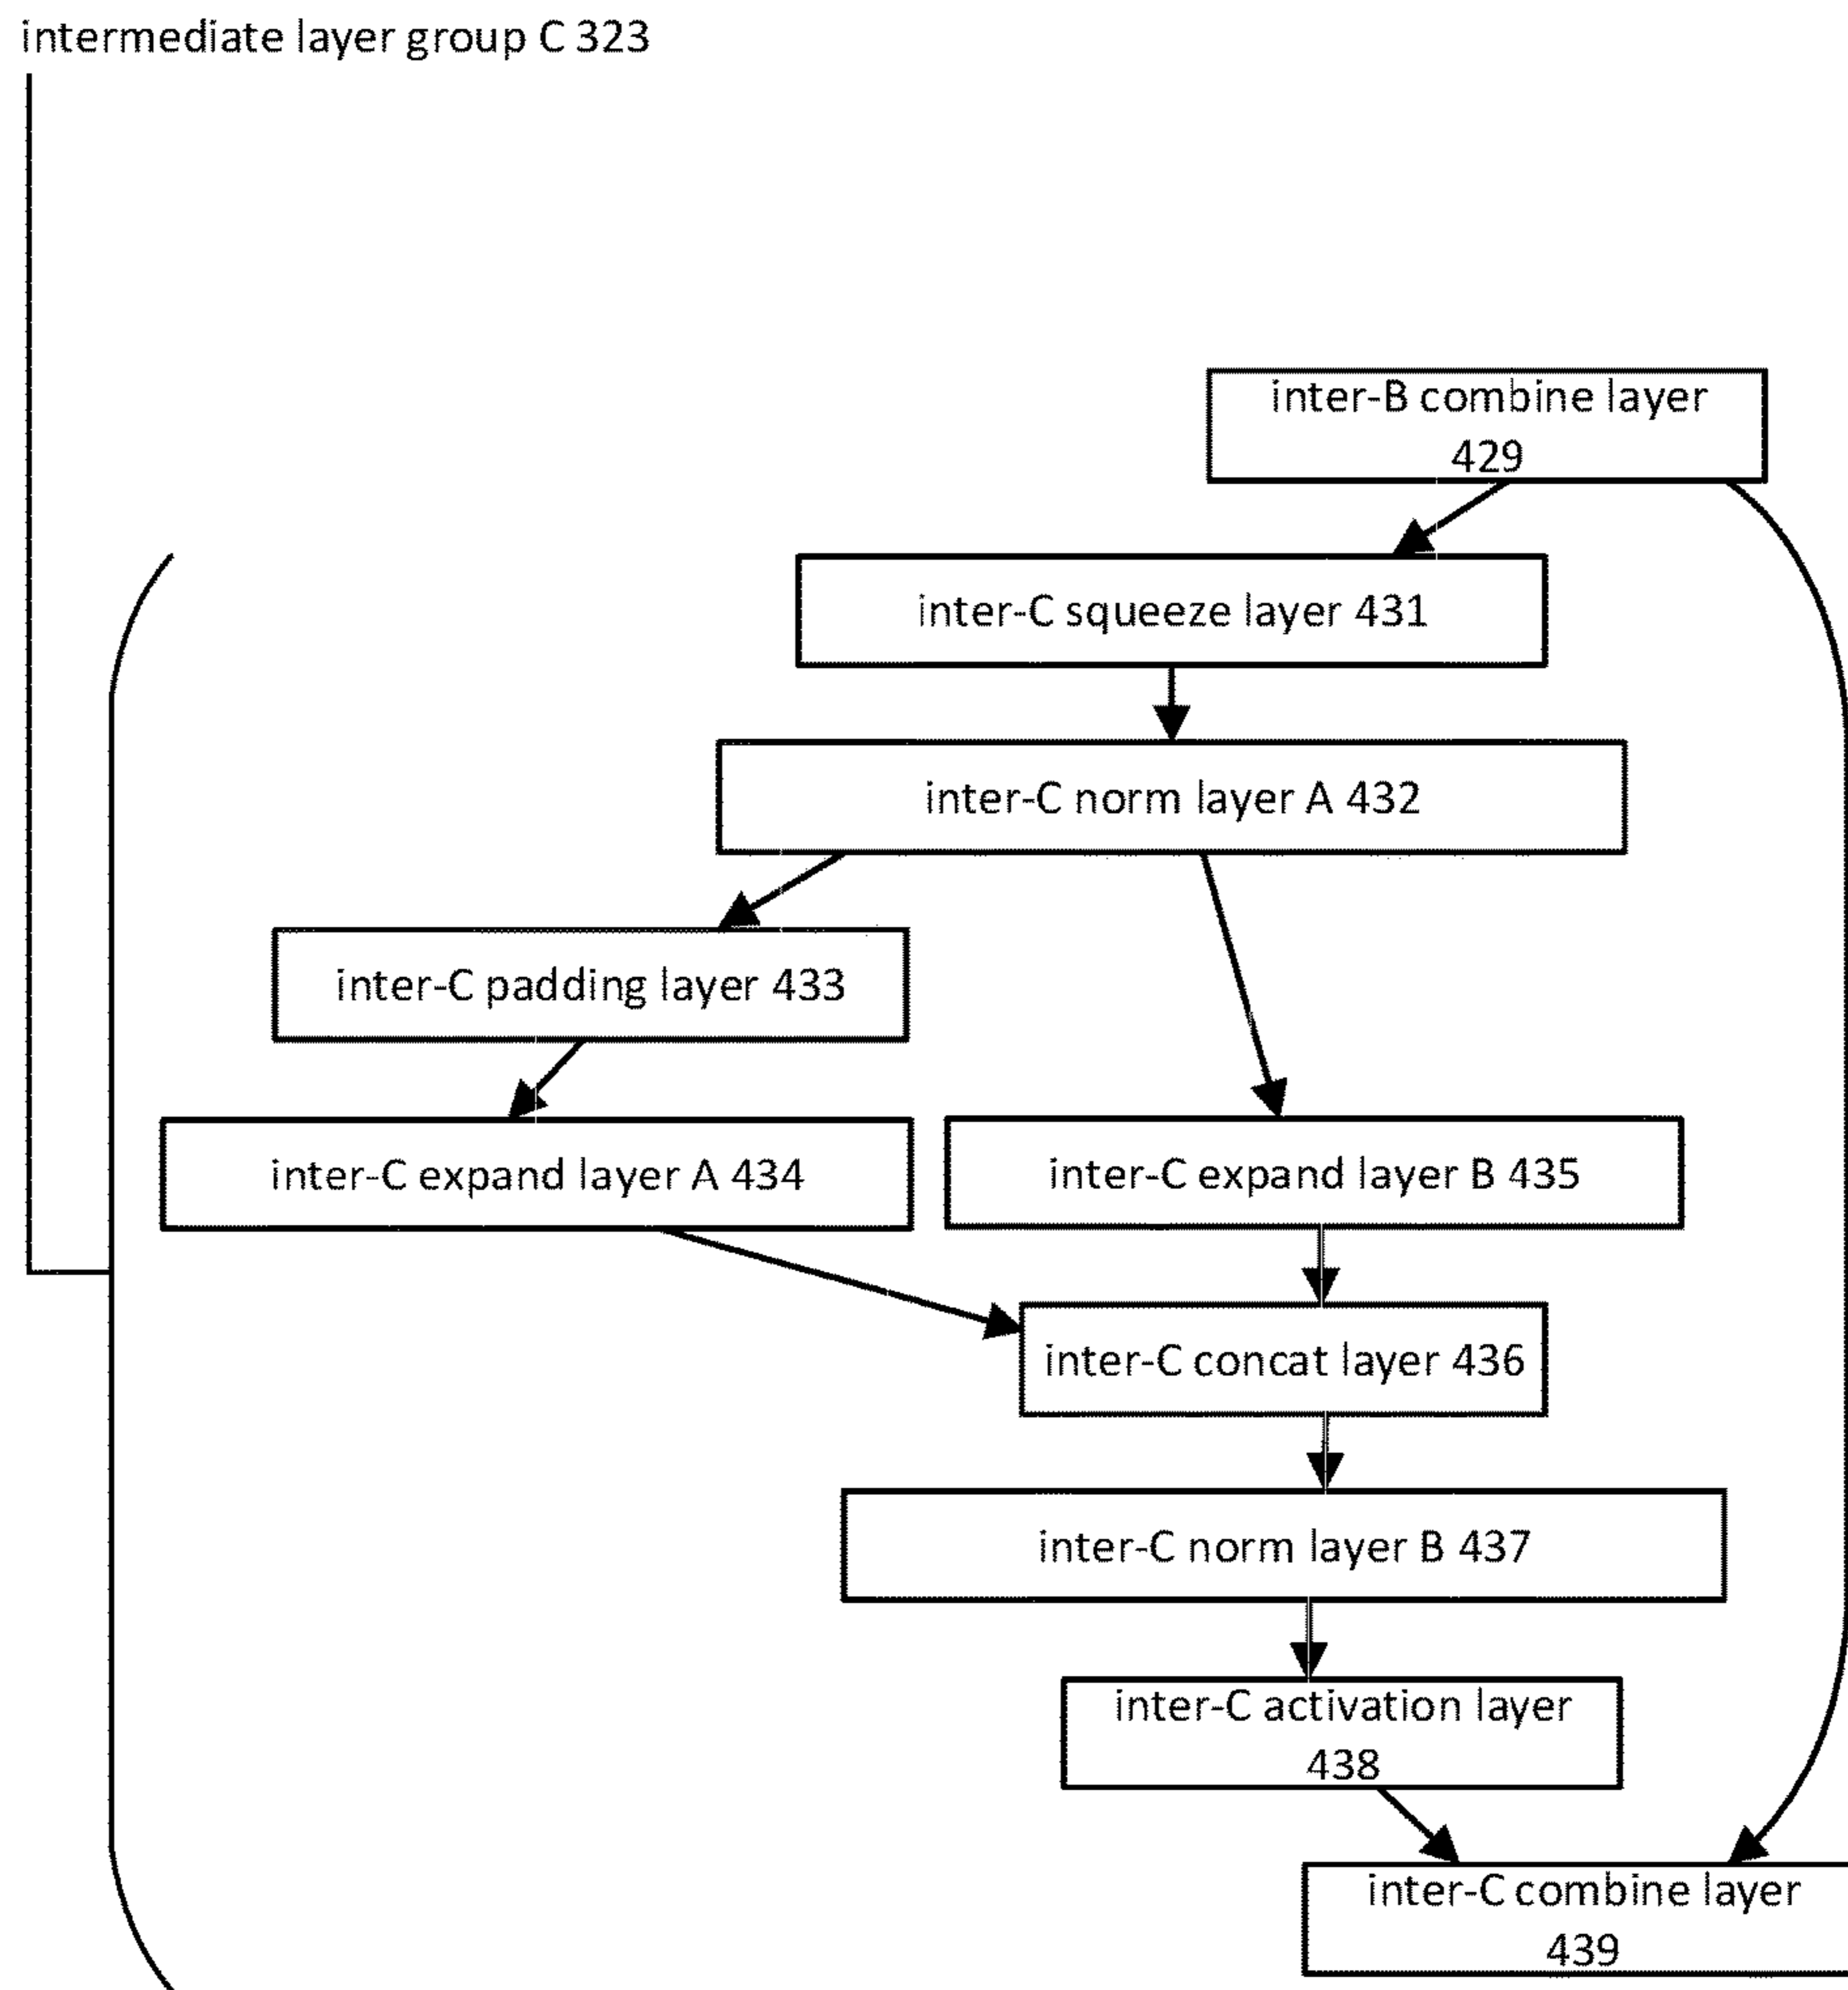 intermediate layer group C 323
inter-B combine layer
429
inter-C squeeze layer 431
inter-C norm layer A 432
inter-C padding layer 433
inter-C expand layer A 434
inter-C expand layer B 435
inter-C concat layer 436
inter-C norm layer B 437
inter-C activation layer
438
inter-C combine layer
439